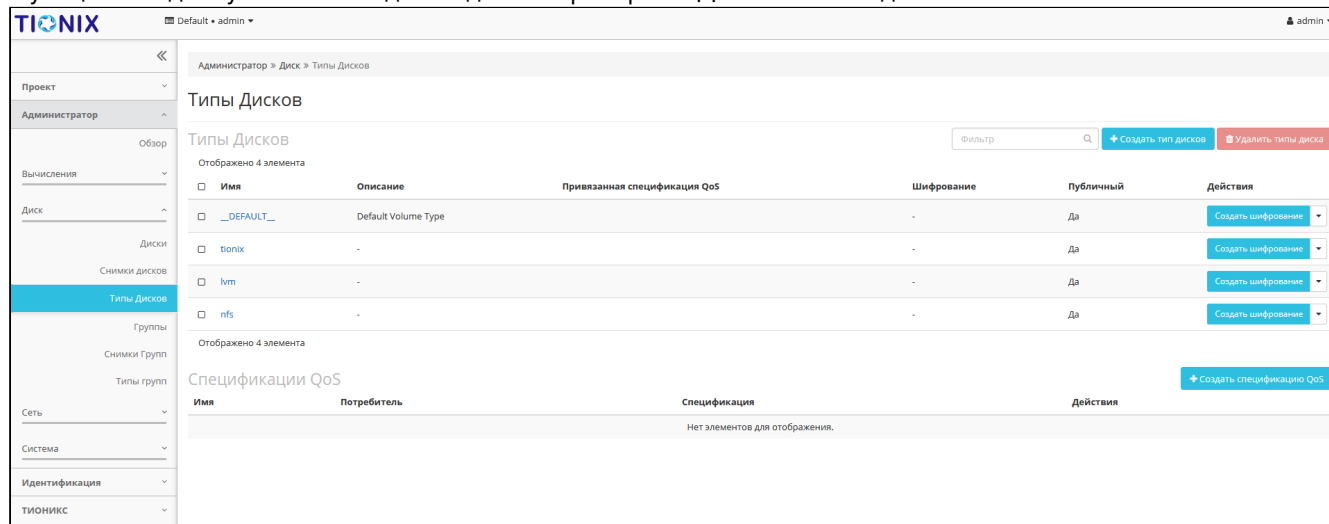 TIONIX
Default • admin
admin
Администратор » Диск » Типы Дисков
Проект
Администратор
Обзор
Вычисления
Диск
Диски
Снимки дисков
Типы Дисков
Группы
Снимки Групп
Типы групп
Сеть
Система
Идентификация
ТИОНИКС
Типы Дисков
Типы Дисков
Фильтр
Создать тип дисков
Удалить типы диска
Отображено 4 элемента
Имя Описание Привязанная спецификация QoS Шифрование Публичный Действия
__DEFAULT__ Default Volume Type - Да Создать шифрование
tionix - - Да Создать шифрование
lvm - - Да Создать шифрование
nfs - - Да Создать шифрование
Отображено 4 элемента
Спецификации QoS
Создать спецификацию QoS
Имя Потребитель Спецификация Действия
Нет элементов для отображения.